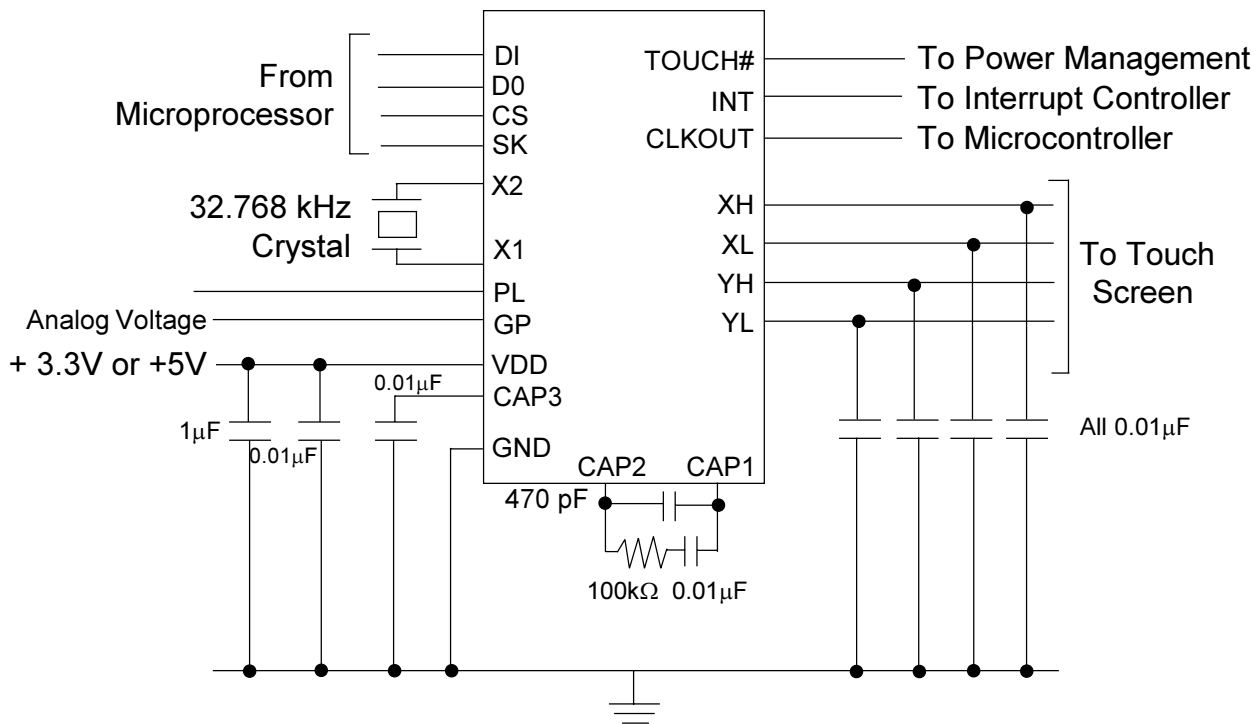 From
Microprocessor
DI
D0
CS
SK
X2
32.768 kHz
Crystal
X1
PL
Analog Voltage
GP
+ 3.3V or +5V
VDD
0.01μF
CAP3
1μF
0.01μF
GND
TOUCH#
To Power Management
INT
To Interrupt Controller
CLKOUT
To Microcontroller
XH
XL
YH
YL
To Touch
Screen
All 0.01μF
CAP2
CAP1
470 pF
100kΩ
0.01μF